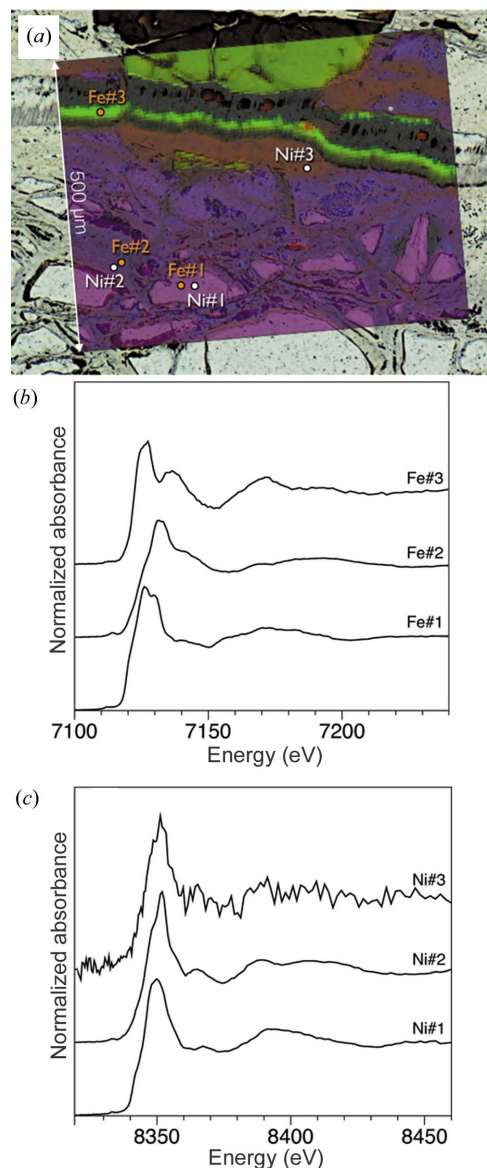 (a)
Fe#3
Ni#3
500 μm
Fe#2
Ni#2
Fe#1
Ni#1
(b)
Normalized absorbance
Fe#3
Fe#2
Fe#1
7100
7150
7200
Energy (eV)
(c)
Normalized absorbance
Ni#3
Ni#2
Ni#1
8350
8400
8450
Energy (eV)